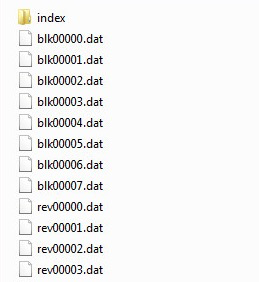 index
blk00000.dat
blk00001.dat
blk00002.dat
blk00003.dat
blk00004.dat
blk00005.dat
blk00006.dat
blk00007.dat
rev00000.dat
rev00001.dat
rev00002.dat
rev00003.dat